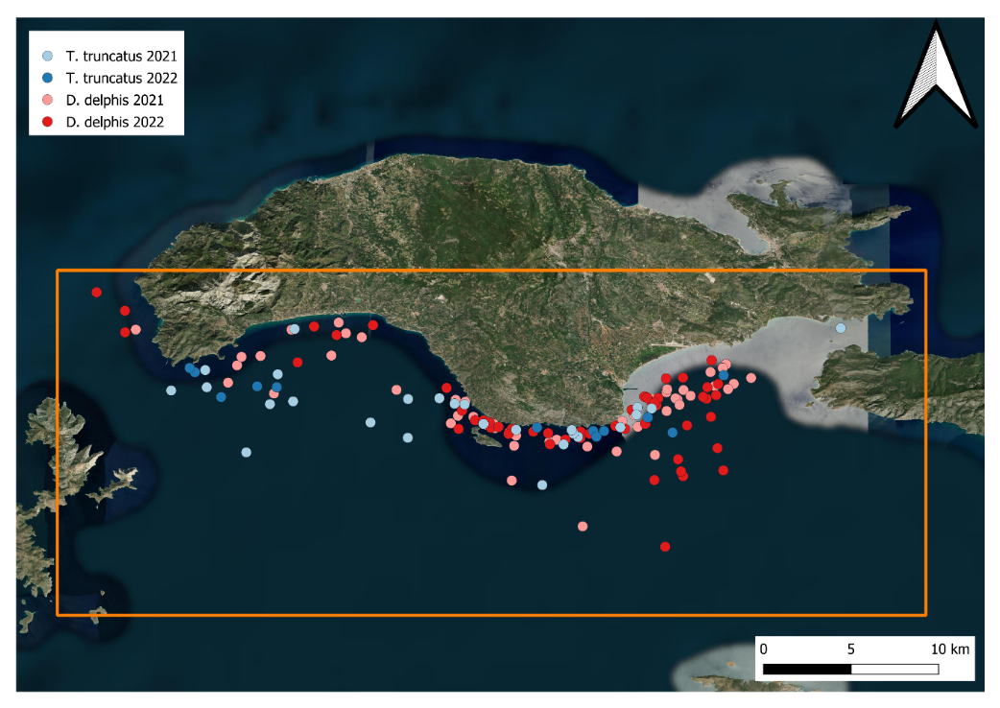 T. truncatus 2021
T. truncatus 2022
D. delphis 2021
D. delphis 2022
0 5 10 km